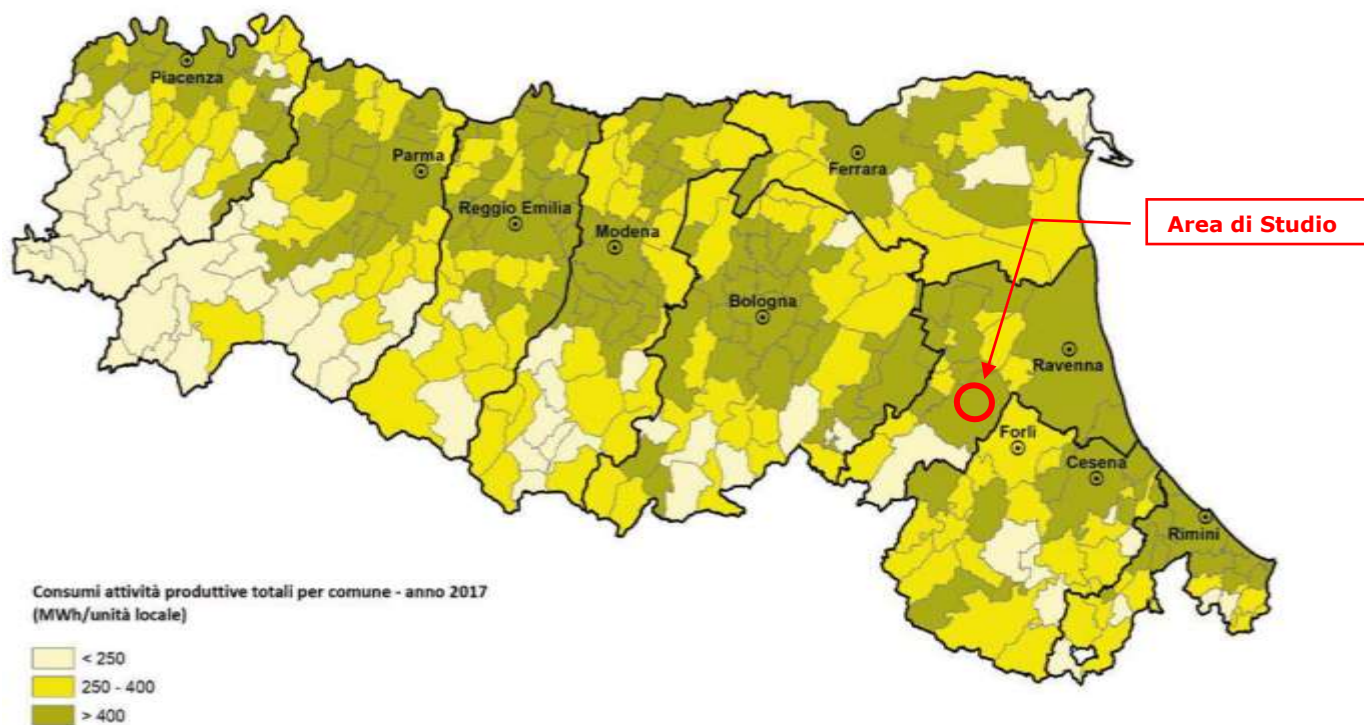 Piacenza
Parma
Reggio Emilia
Modena
Ferrara
Area di Studio
Bologna
Ravenna
Forlì
Cesena
Rimini
Consumi attività produttive totali per comune - anno 2017
(MWh/unità locale)
< 250
250 - 400
> 400